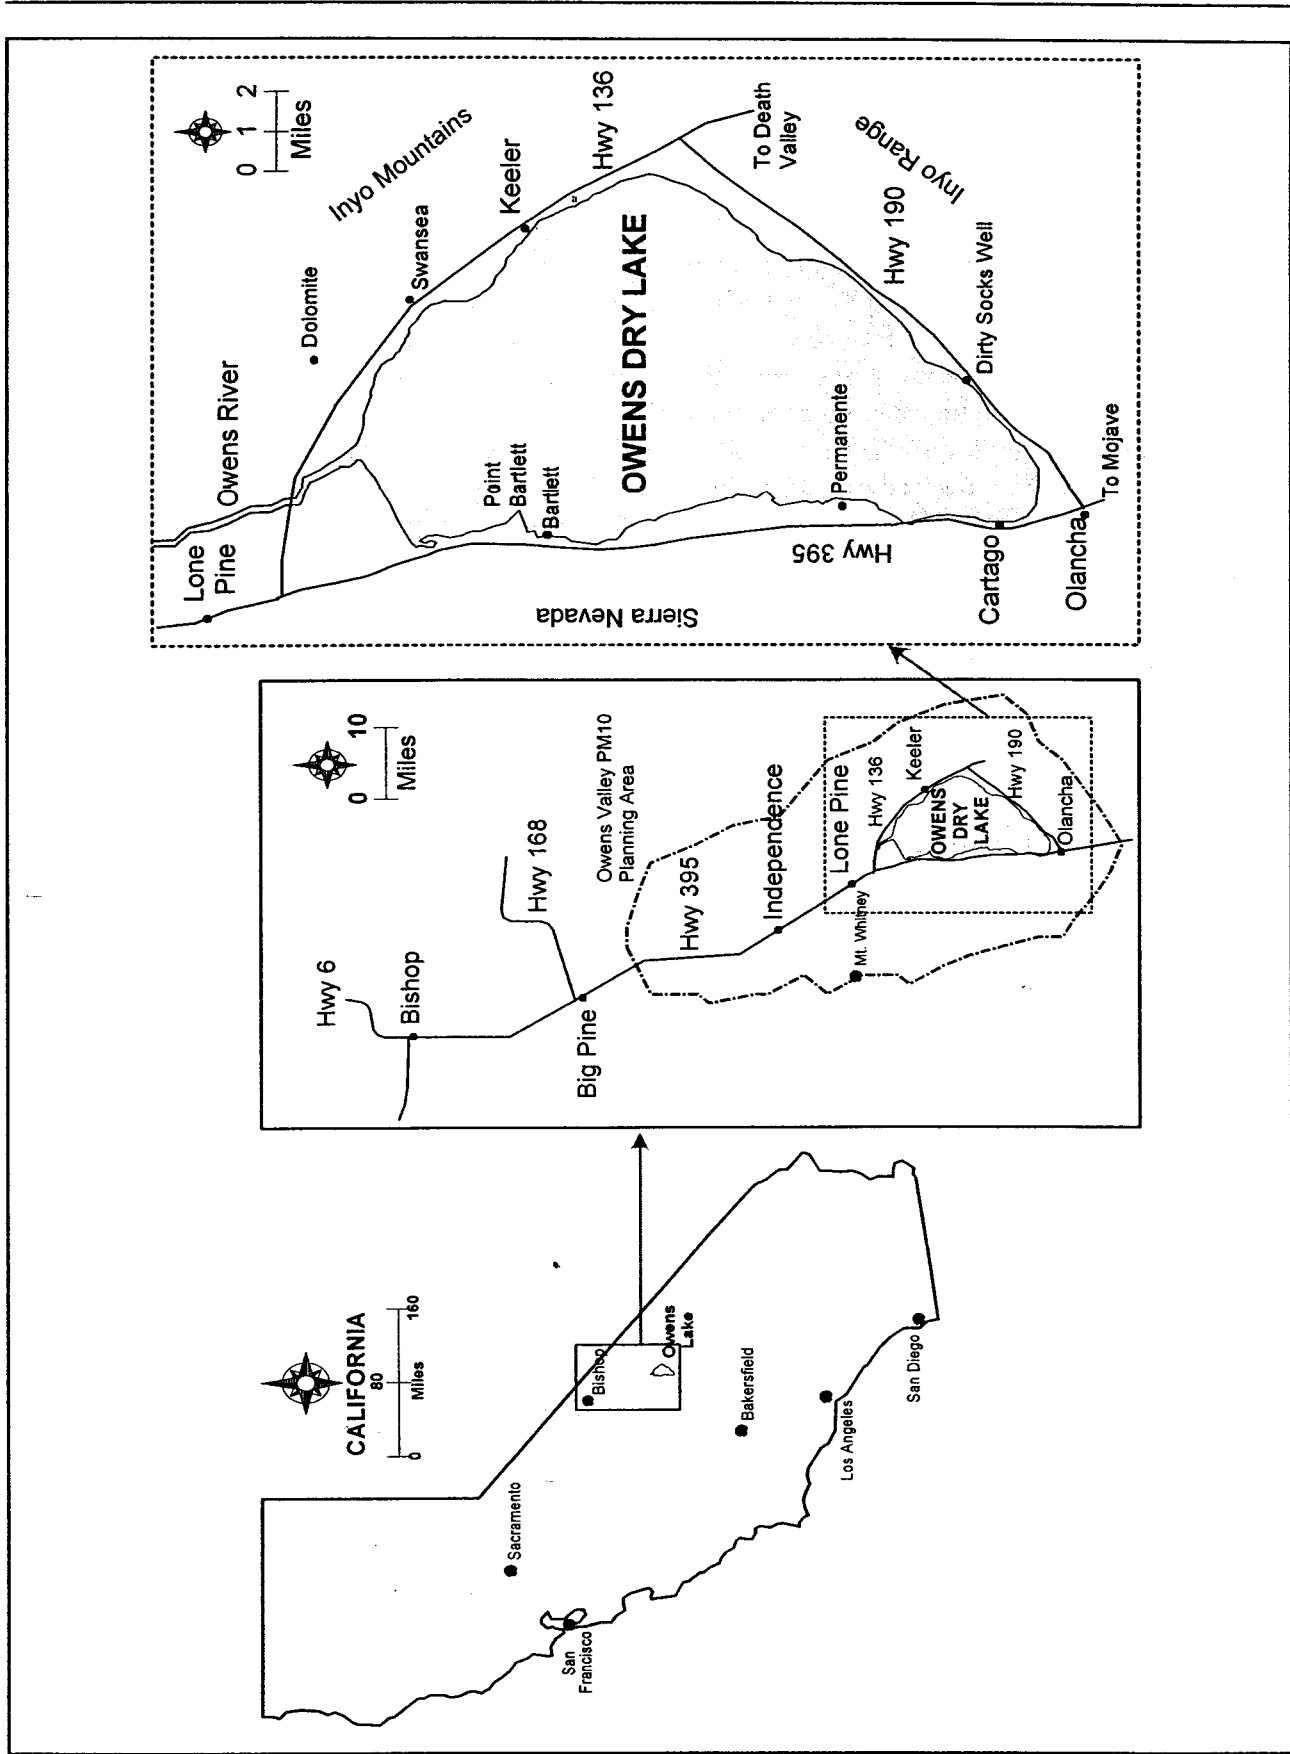 CALIFORNIA
0
80
160
Miles
Sacramento
San
Francisco
Bishop
Owens
Lake
Bakersfield
Los Angeles
San Diego
0
10
Miles
Hwy 6
Bishop
Hwy 168
Big Pine
Owens Valley PM10
Planning Area
Hwy 395
Independence
Lone Pine
Mt. Whitney
Hwy 136
Keeler
OWENS
DRY
LAKE
Hwy 190
Olancha
0
1
2
Miles
Lone
Pine
Owens River
Dolomite
Inyo Mountains
Swansea
Keeler
Hwy 136
Point
Bartlett
Bartlett
OWENS DRY LAKE
To Death
Valley
Sierra Nevada
Hwy 395
Permanente
Hwy 190
Inyo Range
Dirty Socks Well
Cartago
Olancha
To Mojave